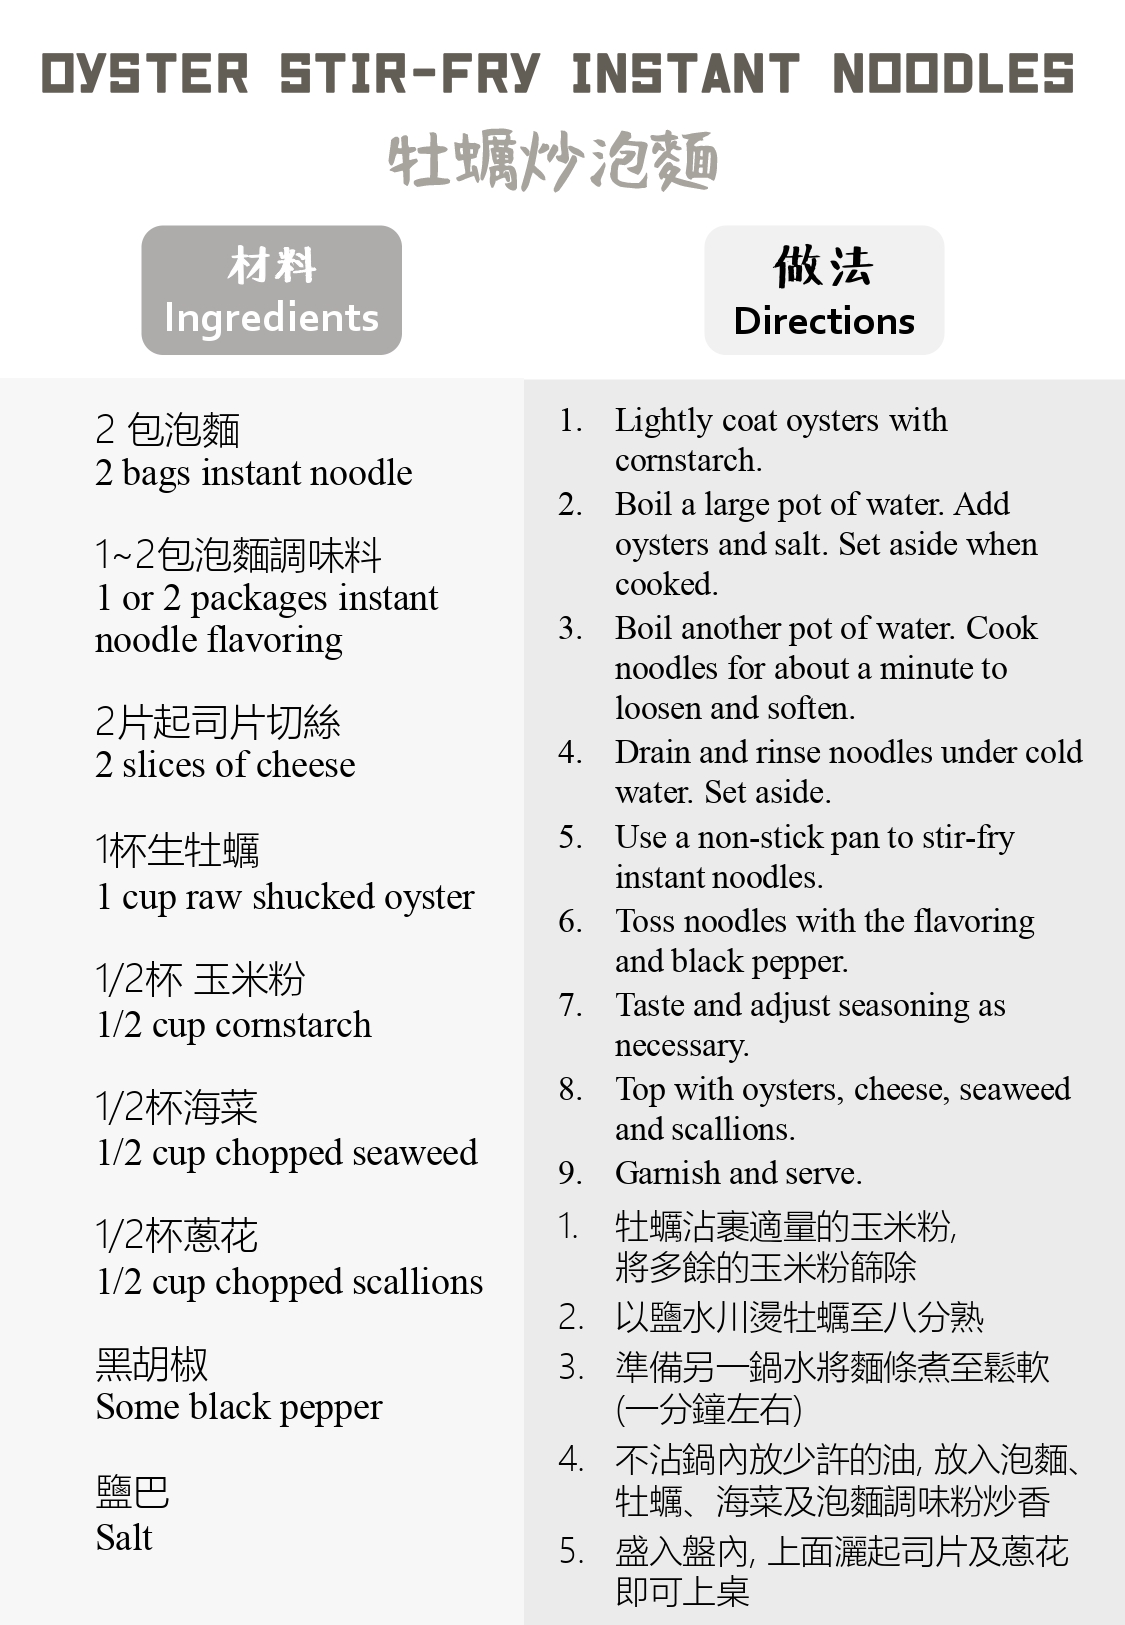 OYSTER STIR-FRY INSTANT NOODLES
牡蠣炒泡麵
材料
Ingredients
2 包泡麵
2 bags instant noodle
1~2包泡麵調味料
1 or 2 packages instant
noodle flavoring
2片起司片切絲
2 slices of cheese
1杯生牡蠣
1 cup raw shucked oyster
1/2杯 玉米粉
1/2 cup cornstarch
1/2杯海菜
1/2 cup chopped seaweed
1/2杯蔥花
1/2 cup chopped scallions
黑胡椒
Some black pepper
鹽巴
Salt
做法
Directions
1. Lightly coat oysters with
cornstarch.
2. Boil a large pot of water. Add
oysters and salt. Set aside when
cooked.
3. Boil another pot of water. Cook
noodles for about a minute to
loosen and soften.
4. Drain and rinse noodles under cold
water. Set aside.
5. Use a non-stick pan to stir-fry
instant noodles.
6. Toss noodles with the flavoring
and black pepper.
7. Taste and adjust seasoning as
necessary.
8. Top with oysters, cheese, seaweed
and scallions.
9. Garnish and serve.
1. 牡蠣沾裹適量的玉米粉,
將多餘的玉米粉篩除
2. 以鹽水川燙牡蠣至八分熟
3. 準備另一鍋水將麵條煮至鬆軟
(一分鐘左右)
4. 不沾鍋內放少許的油, 放入泡麵、
牡蠣、海菜及泡麵調味粉炒香
5. 盛入盤內, 上面灑起司片及蔥花
即可上桌